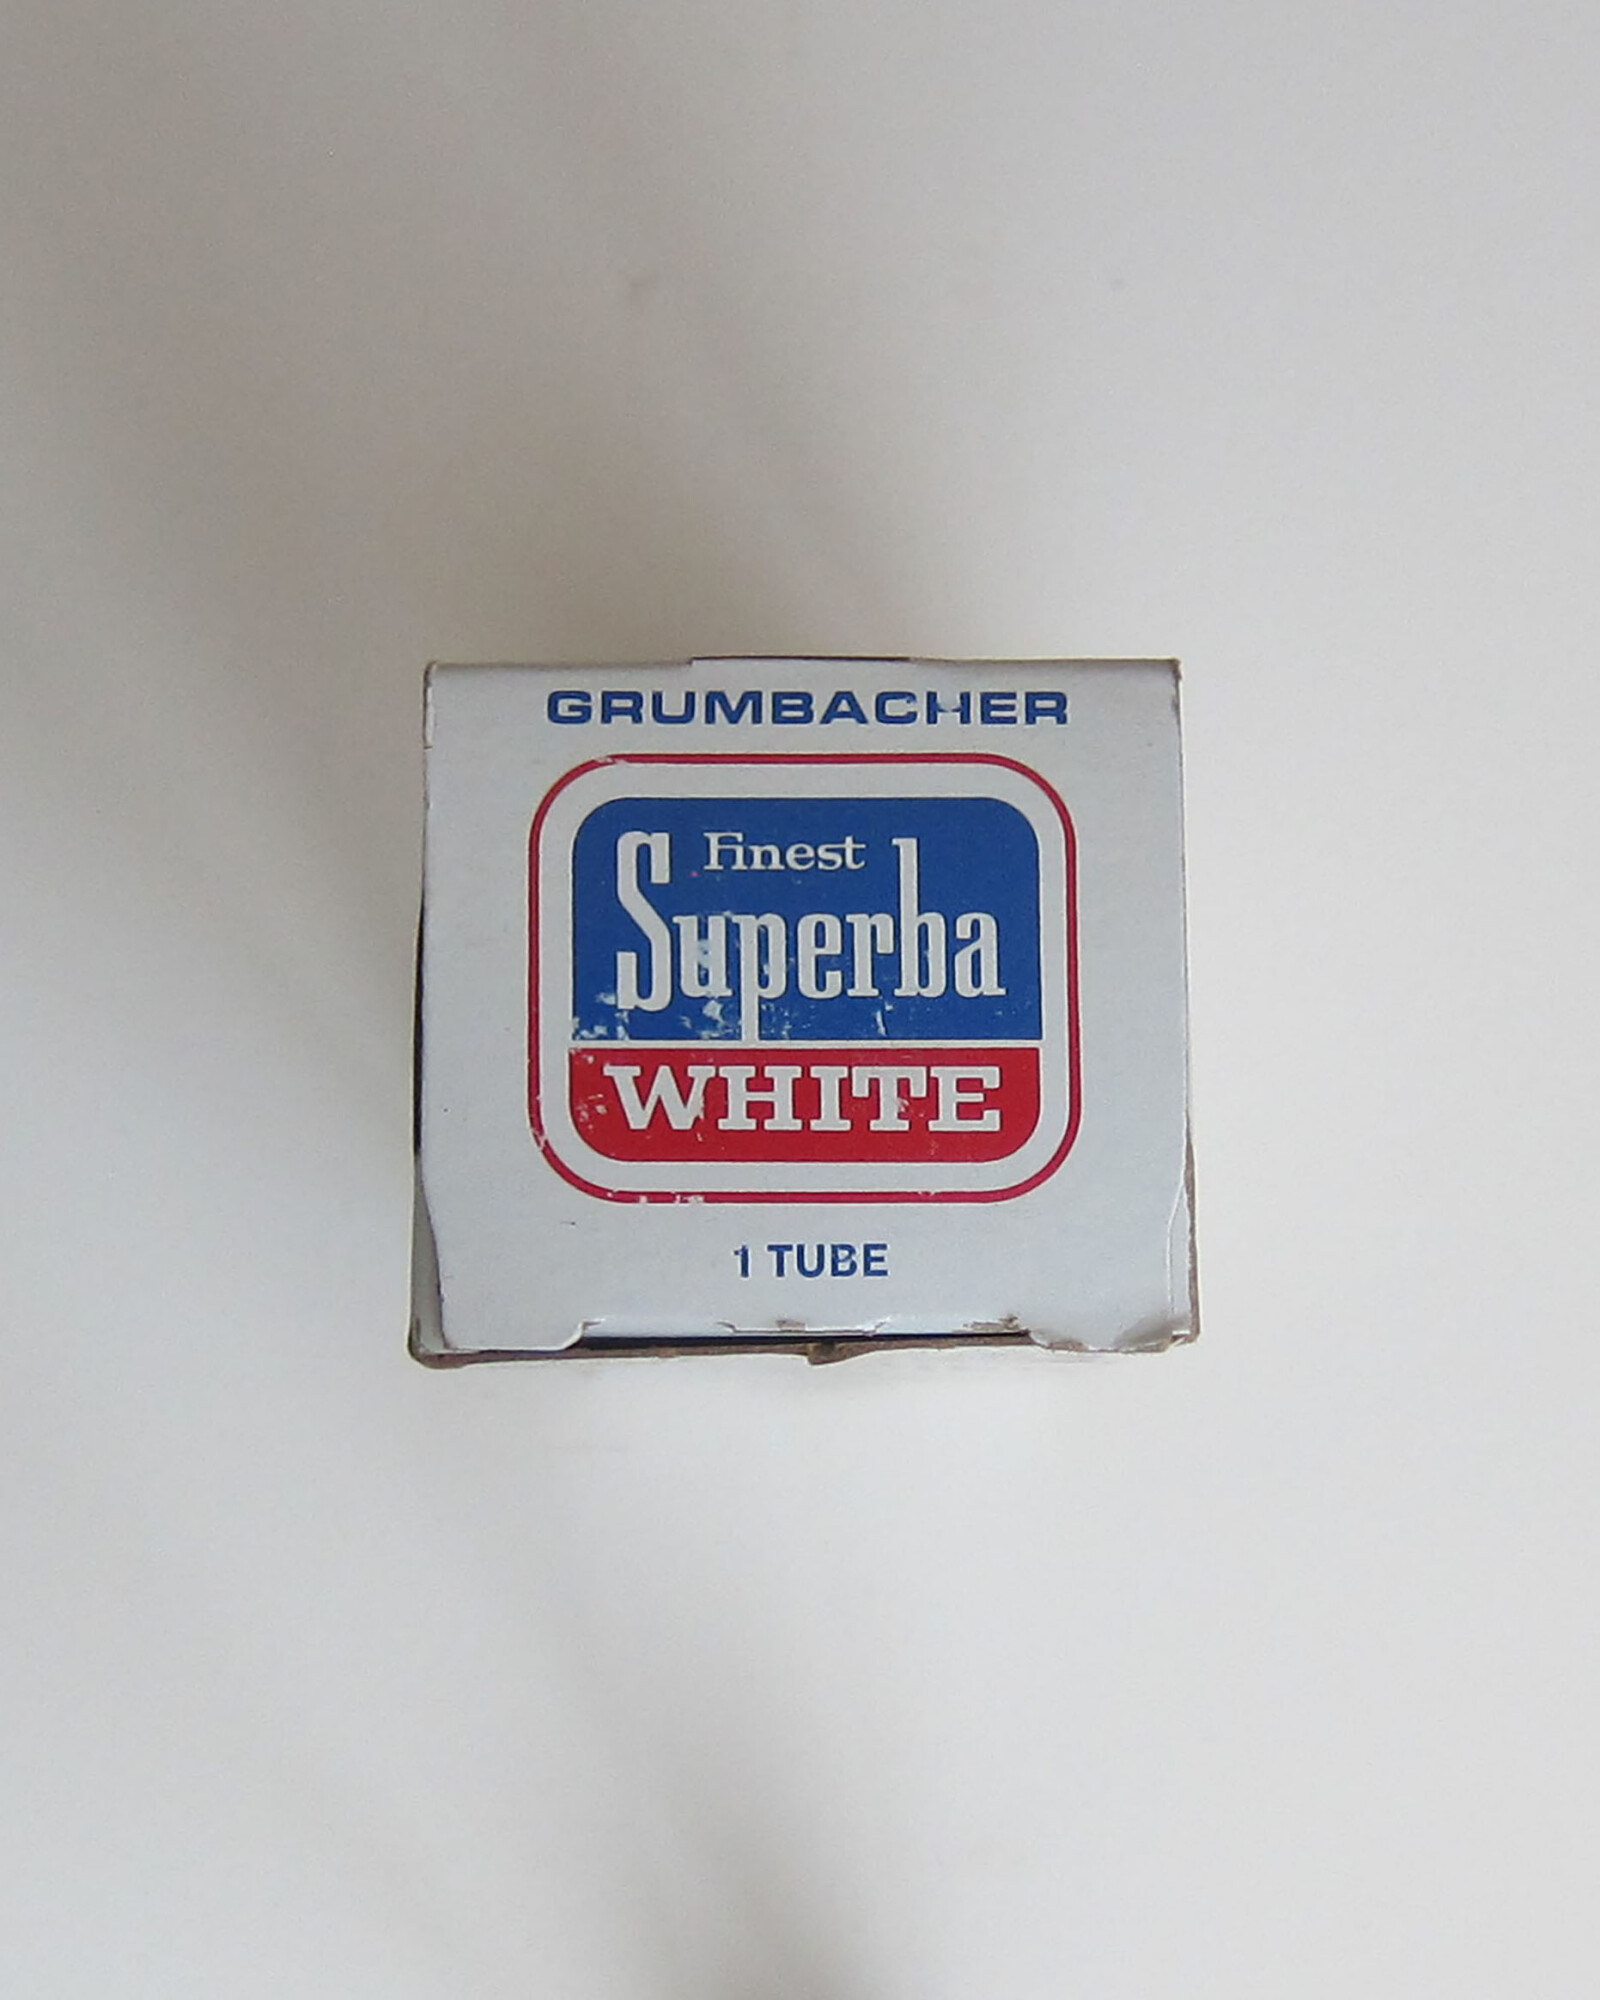 GRUMBACHER
Finest
Superba
WHITE
1 TUBE